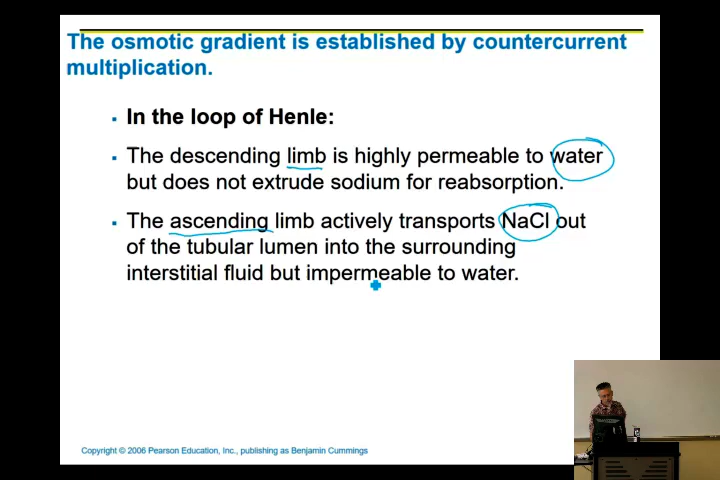 The osmotic gradient is established by countercurrent
multiplication.
In the loop of Henle:
The descending limb is highly permeable to water
but does not extrude sodium for reabsorption.
The ascending limb actively transports NaCl out
of the tubular lumen into the surrounding
interstitial fluid but impermeable to water.
Copyright © 2006 Pearson Education, Inc., publishing as Benjamin Cummings